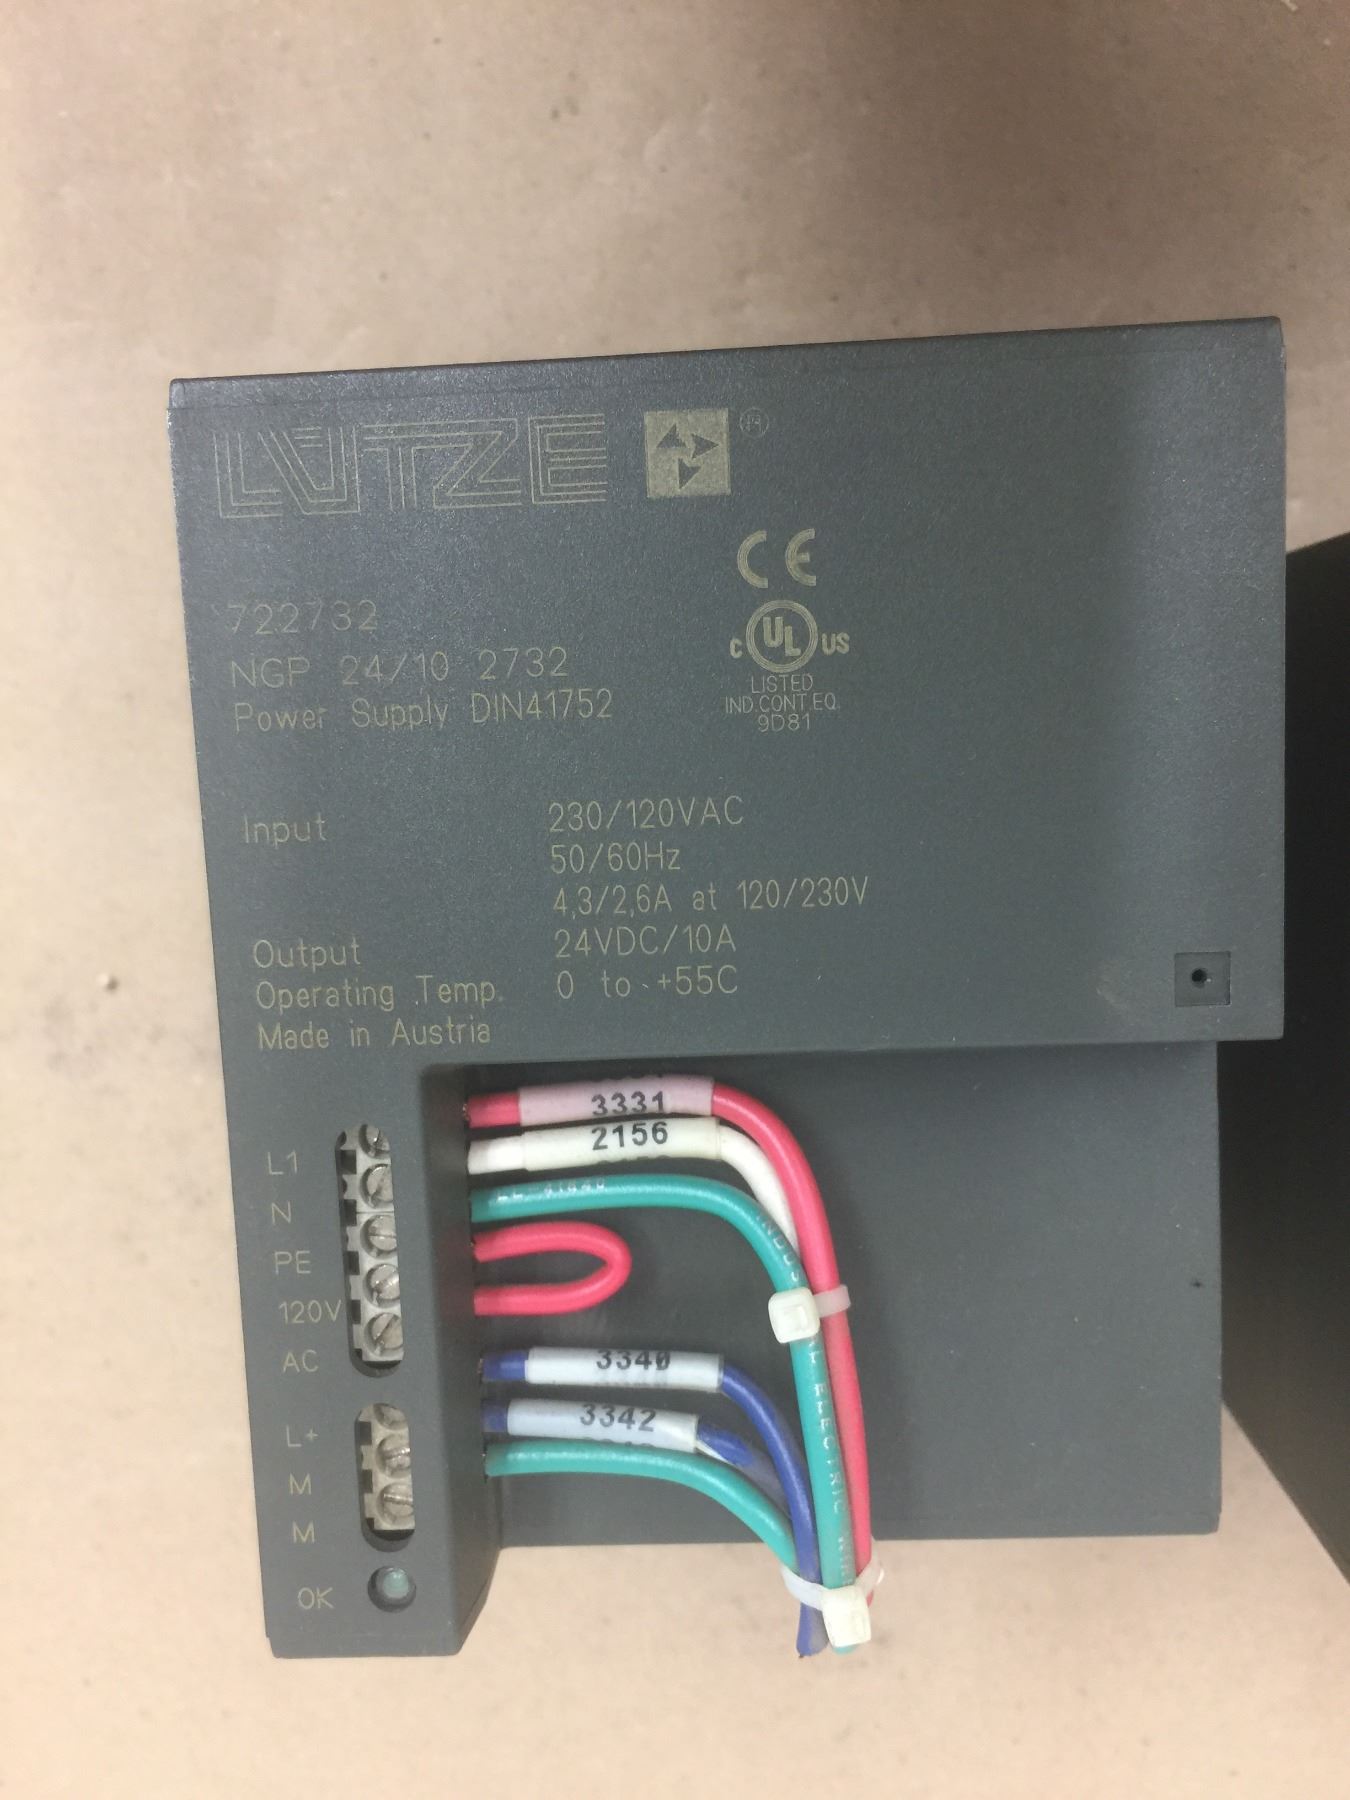 LÜTZE ®
CE
722732
C UL US
NGP 24/10 2732
LISTED
Power Supply DIN41752
IND.CONT.EQ.
9D81
Input 230/120VAC
50/60Hz
4,3/2,6A at 120/230V
Output 24VDC/10A
Operating Temp. 0 to +55C
Made in Austria
3331
2156
L1
N
PE
120V
AC
3340
3342
L+
M
M
OK